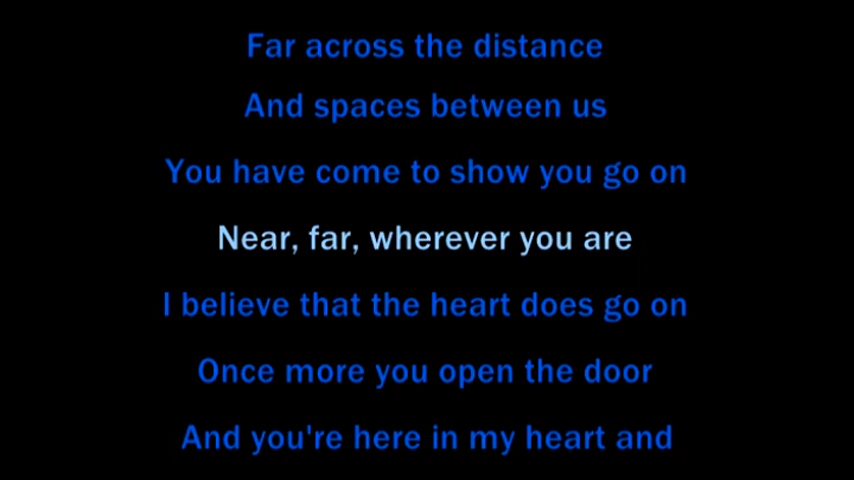 Far across the distance
And spaces between us
You have come to show you go on
Near, far, wherever you are
I believe that the heart does go on
Once more you open the door
And you're here in my heart and